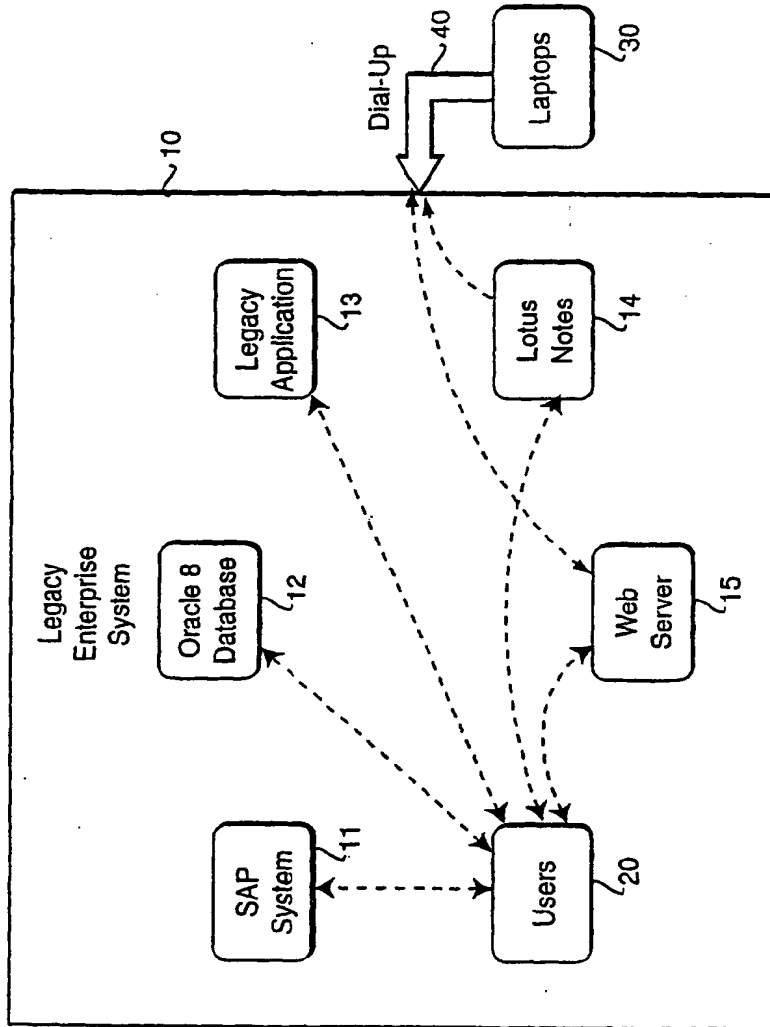 Legacy
Enterprise
System
10
SAP
System
11
Oracle 8
Database
12
Legacy
Application
13
Users
20
Web
Server
15
Lotus
Notes
14
Dial-Up
40
Laptops
30